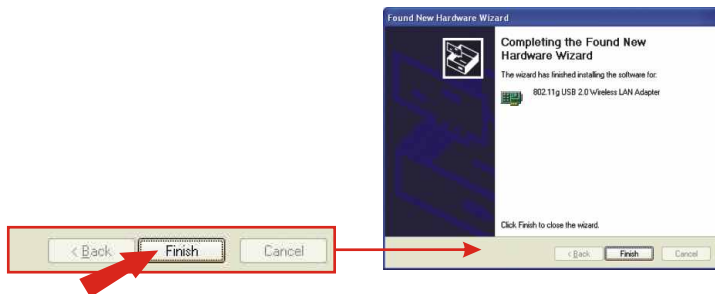 Found New Hardware Wizard
Completing the Found New
Hardware Wizard
The wizard has finished installing the software for:
802.11g USB 2.0 Wireless LAN Adapter
Click Finish to close the wizard.
< Back
Finish
Cancel
< Back
Finish
Cancel